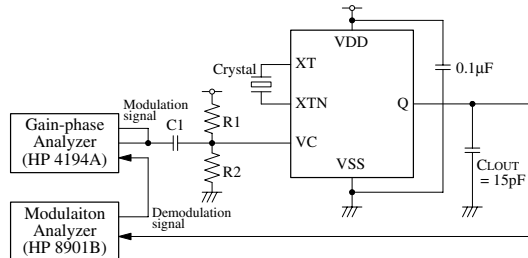 VDD
Crystal
XT
0.1μF
Modulation
signal
XTN
Q
Gain-phase
Analyzer
(HP 4194A)
C1
R1
VC
R2
VSS
CLOUT
= 15pF
Modulaiton
Analyzer
(HP 8901B)
Demodulation
signal